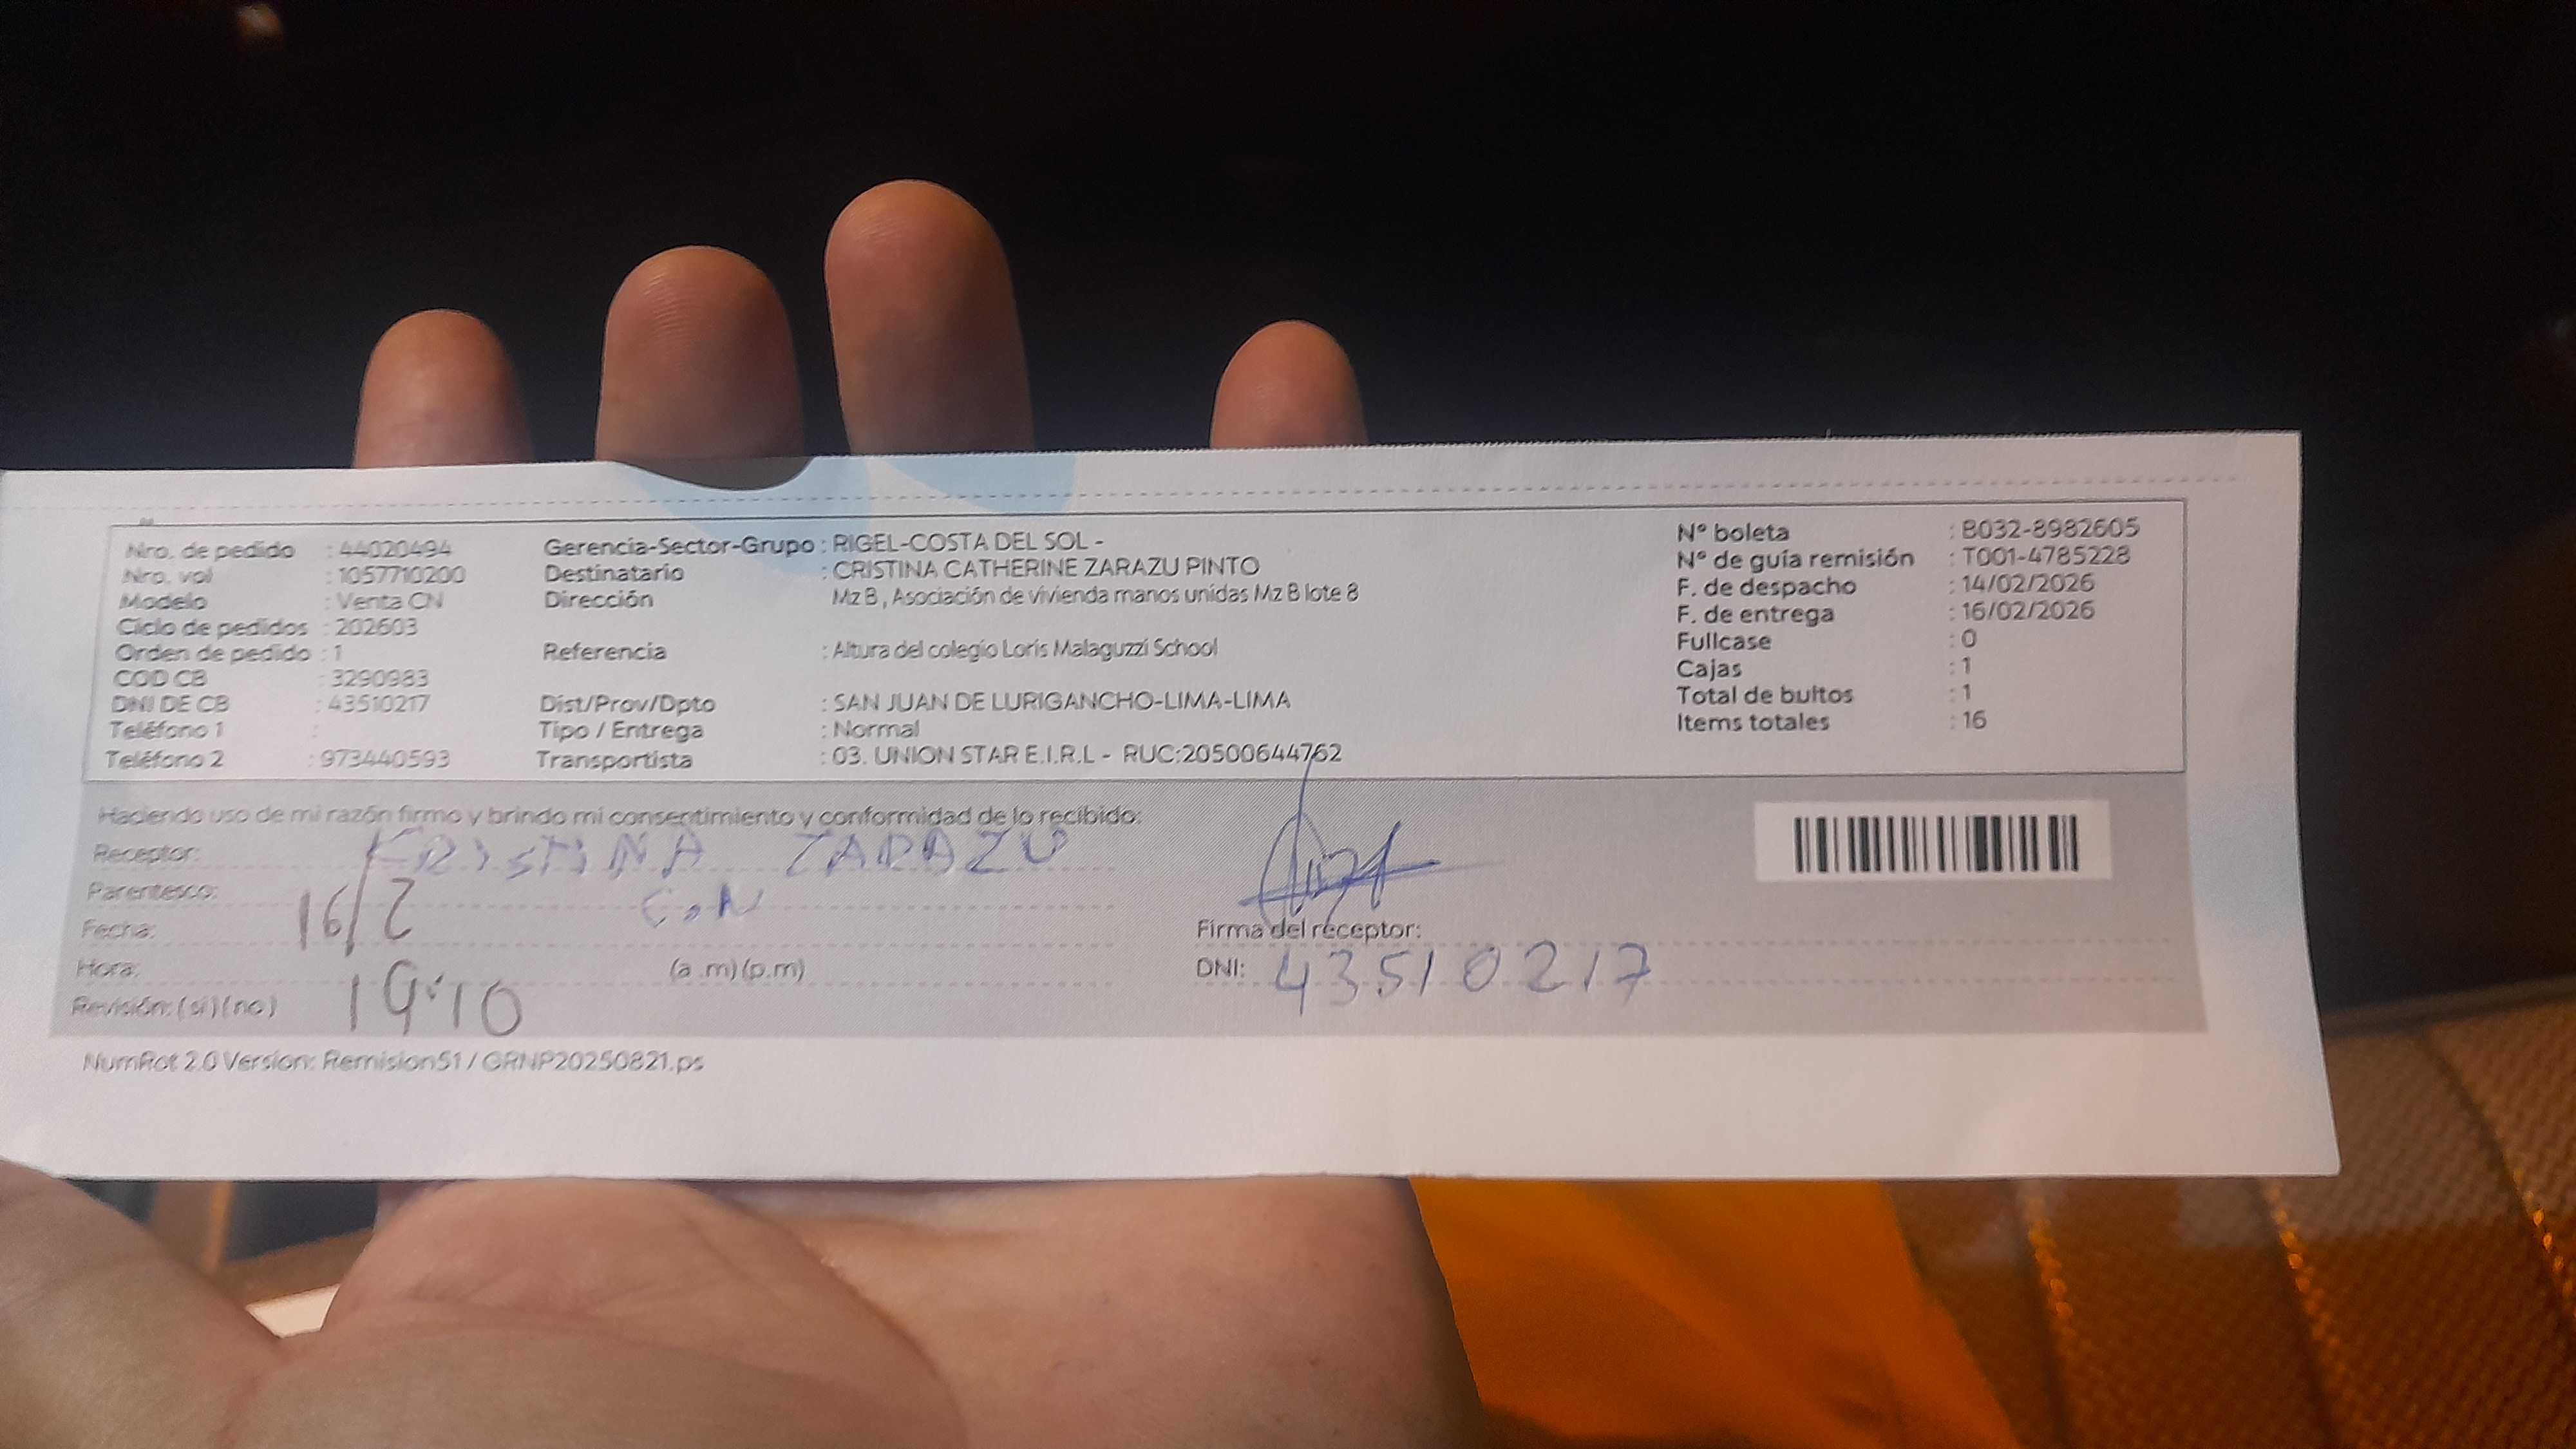 Nro. de pedido : 44020494
Nro. vol : 1057710200
Modelo : Venta CN
Ciclo de pedidos : 202603
Orden de pedido : 1
COD CB : 3290983
DNI DE CB : 43510217
Teléfono 1 :
Teléfono 2 : 973440593
Gerencia-Sector-Grupo : RIGEL-COSTA DEL SOL -
Destinatario : CRISTINA CATHERINE ZARAZU PINTO
Dirección Mz B , Asociación de vivienda manos unidas Mz B lote 8
Referencia : Altura del colegio Loris Malaguzzi School
Dist/Prov/Dpto : SAN JUAN DE LURIGANCHO-LIMA-LIMA
Tipo / Entrega : Normal
Transportista : 03. UNION STAR E.I.R.L - RUC:20500644762
Nº boleta : B032-8982605
Nº de guía remisión : T001-4785228
F. de despacho : 14/02/2026
F. de entrega : 16/02/2026
Fullcase : 0
Cajas : 1
Total de bultos : 1
Items totales : 16
Haciendo uso de mi razón firmo y brindo mi consentimiento y conformidad de lo recibido:
Receptor: KRISTINA ZARAZU
Parentesco: CON
Fecha: 16/2
Hora: 19:10 (a.m) (p.m)
Revisión: (si) (no)
Firma del receptor:
DNI: 43510217
NumRot 2.0 Version: Remision51 / GRNP20250821.ps